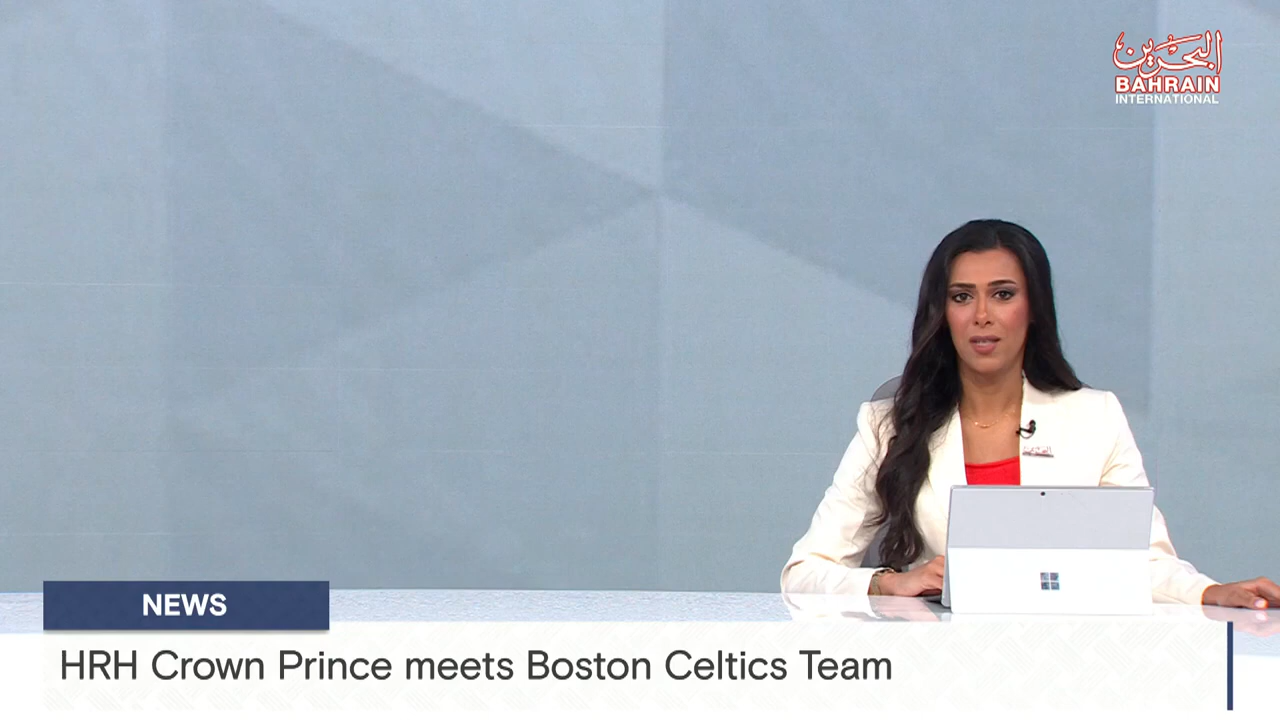 البحرين
BAHRAIN
INTERNATIONAL
NEWS
HRH Crown Prince meets Boston Celtics Team